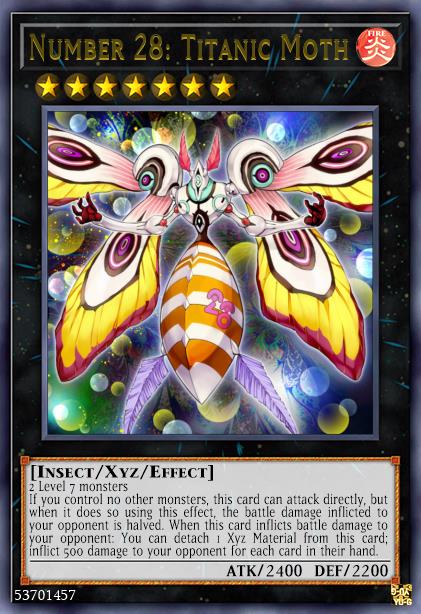 Number 28: Titanic Moth
FIRE
炎
28
[Insect/Xyz/Effect]
2 Level 7 monsters
If you control no other monsters, this card can attack directly, but
when it does so using this effect, the battle damage inflicted to
your opponent is halved. When this card inflicts battle damage to
your opponent: You can detach 1 Xyz Material from this card;
inflict 500 damage to your opponent for each card in their hand.
ATK/2400 DEF/2200
53701457